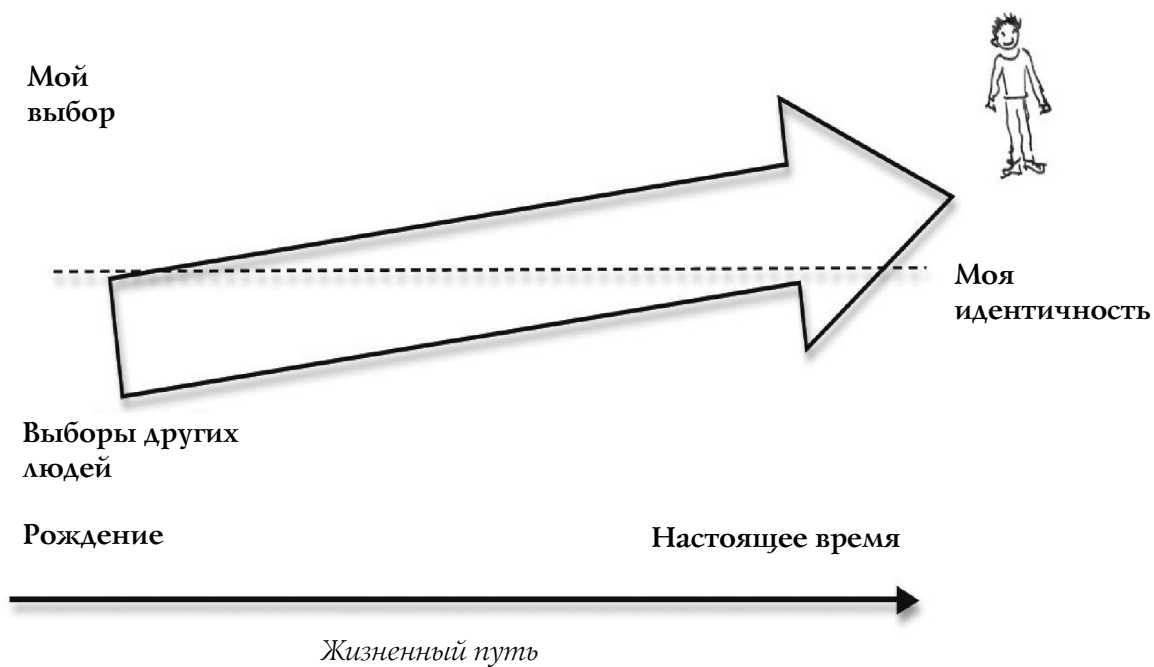 Мой
выбор
Моя
идентичность
Выборы других
людей
Рождение
Настоящее время
Жизненный путь